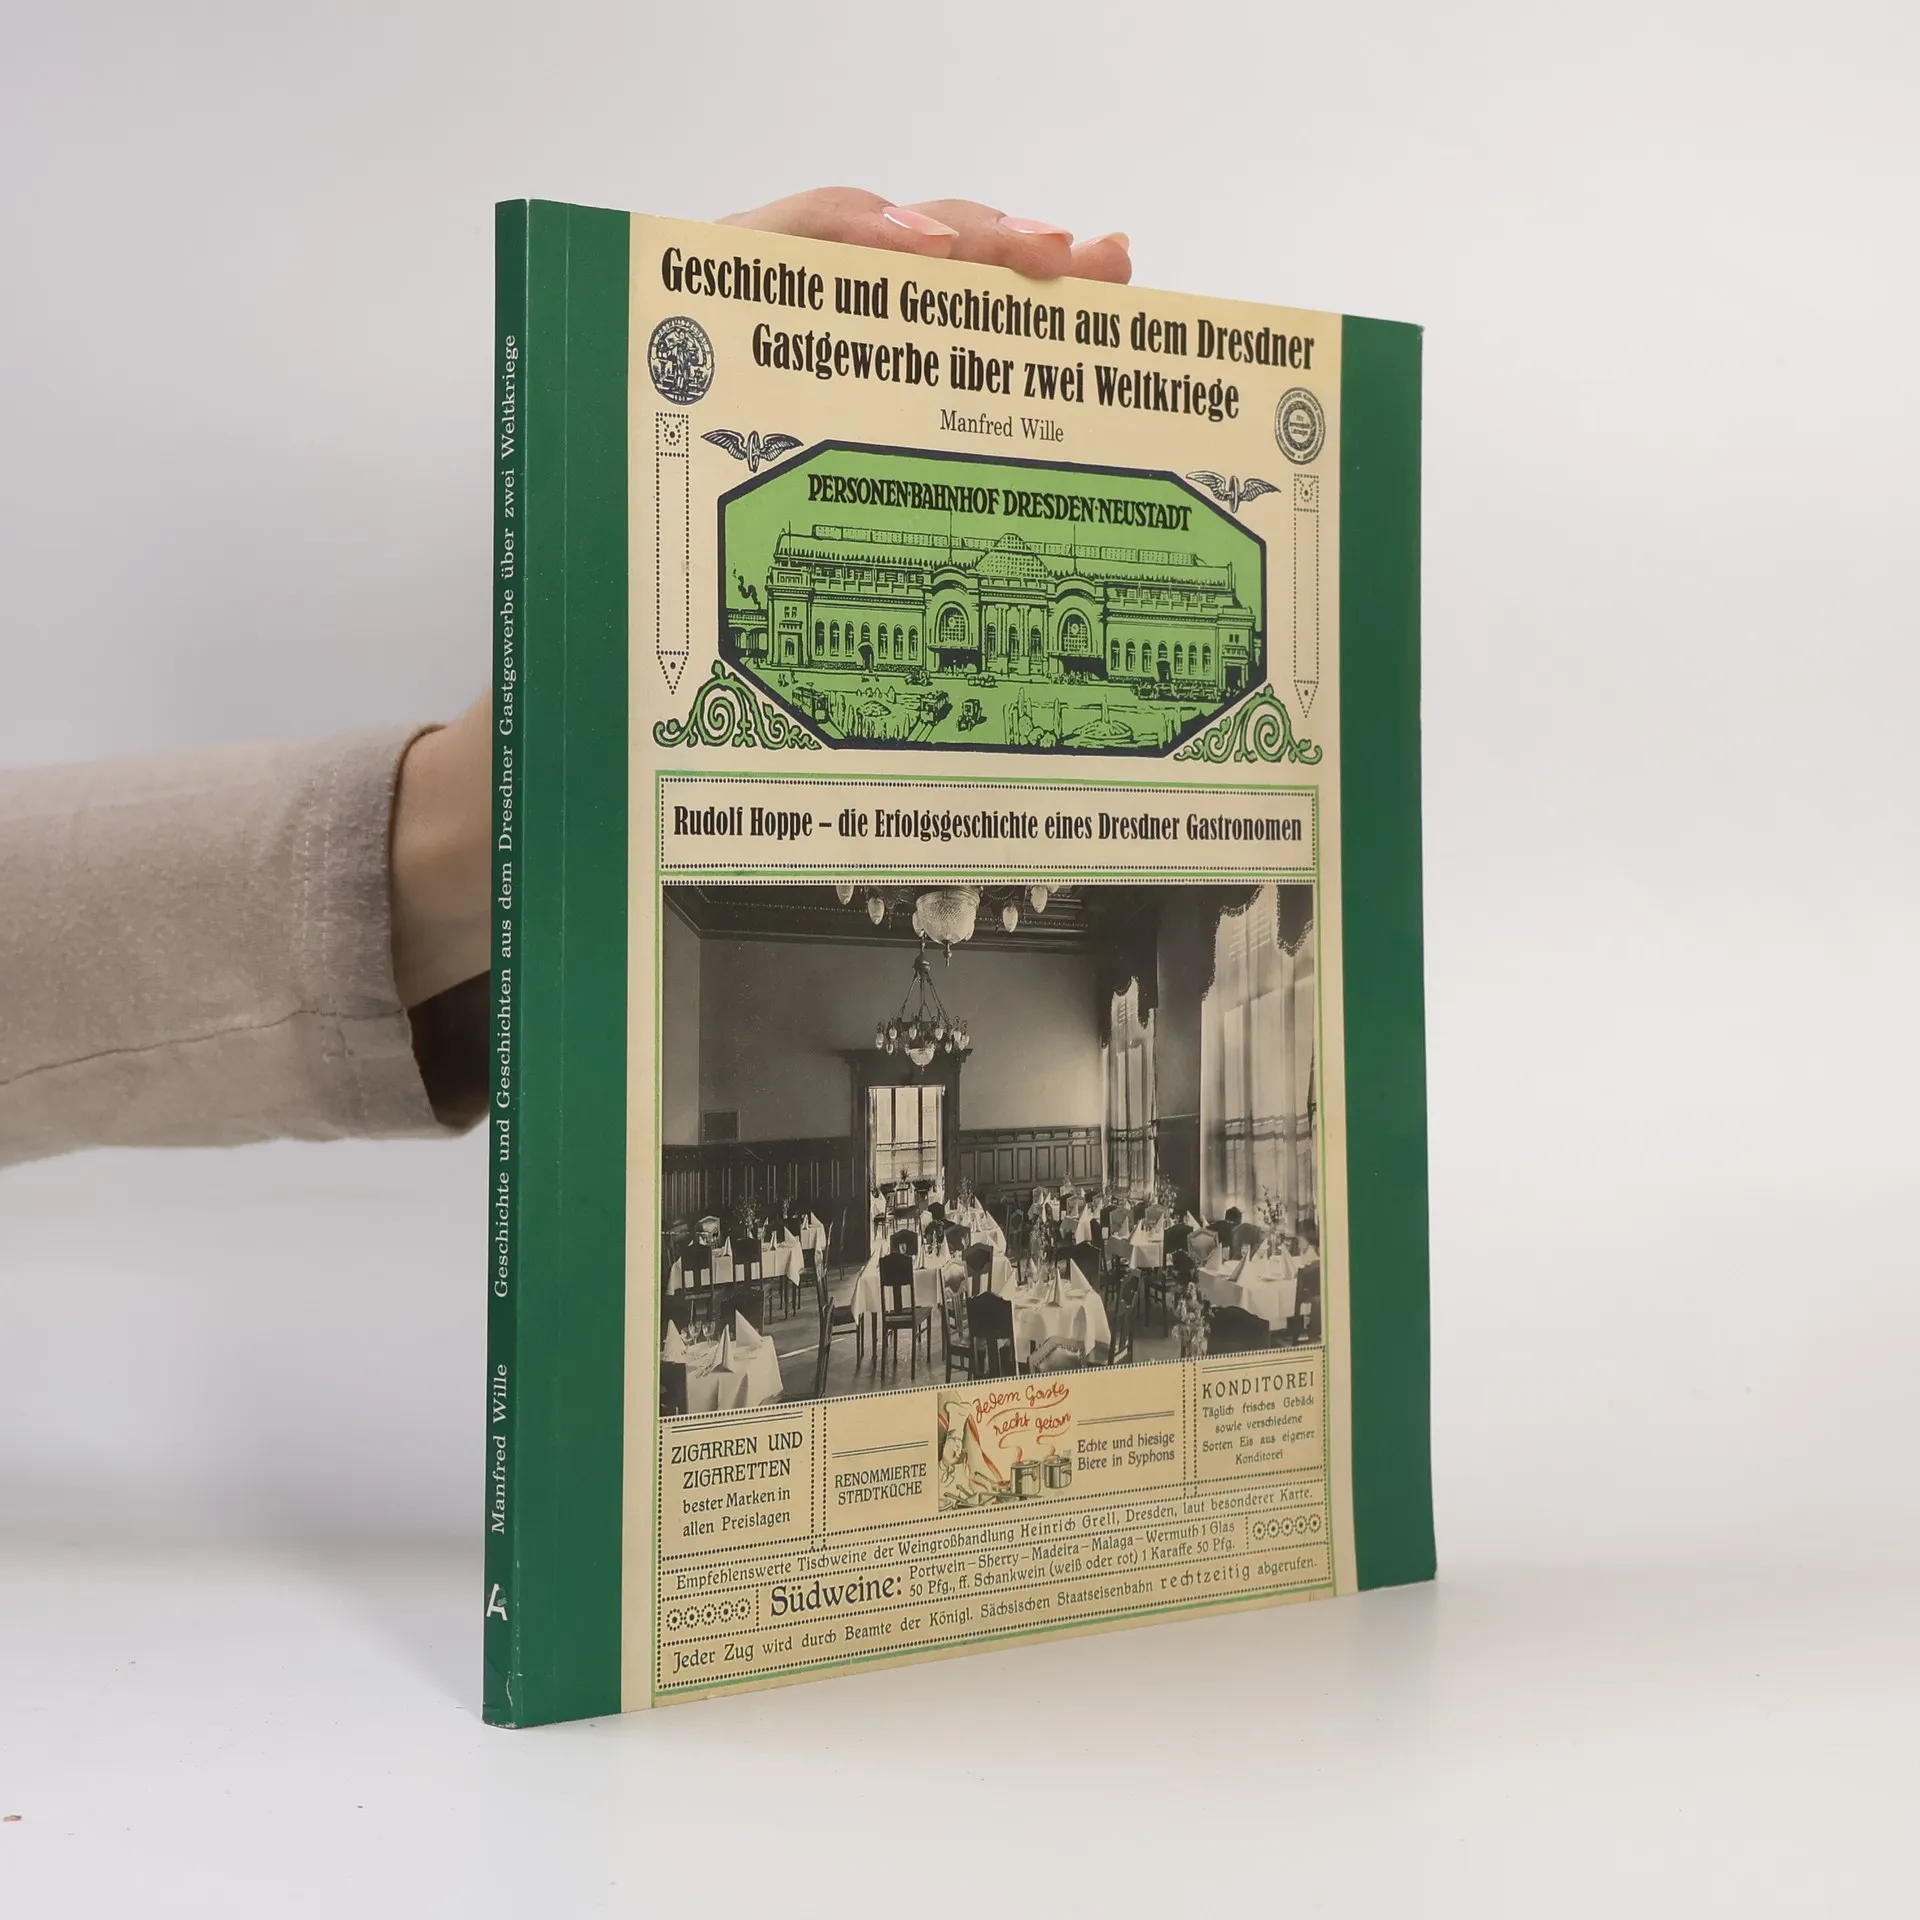 Geschichte und Geschichten aus dem Dresdner
Gastgewerbe über zwei Weltkriege
Manfred Wille
PERSONEN·BAHNHOF DRESDEN·NEUSTADT
Rudolf Hoppe – die Erfolgsgeschichte eines Dresdner Gastronomen
ZIGARREN UND
ZIGARETTEN
bester Marken in
allen Preislagen
RENOMMIERTE
STADTKÜCHE
Jedem Gaste
recht getan
Echte und hiesige
Biere in Syphons
KONDITOREI
Täglich frisches Gebäck
sowie verschiedene
Sorten Eis aus eigener
Konditorei
Empfehlenswerte Tischweine der Weingroßhandlung Heinrich Grell, Dresden, laut besonderer Karte.
Südweine:
Portwein – Sherry – Madeira – Malaga – Wermuth 1 Glas
50 Pfg., ff. Schankwein (weiß oder rot) 1 Karaffe 50 Pfg.
Jeder Zug wird durch Beamte der Königl. Sächsischen Staatseisenbahn rechtzeitig abgerufen.
Manfred Wille Geschichte und Geschichten aus dem Dresdner Gastgewerbe über zwei Weltkriege